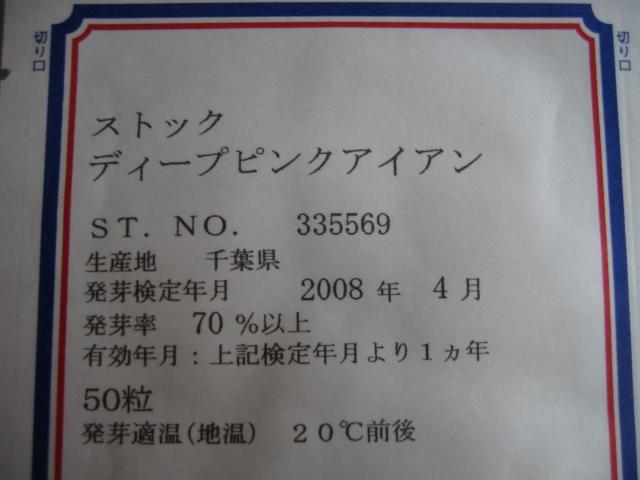 切り口
切り口
ストック
ディープピンクアイアン
ST. NO. 335569
生産地 千葉県
発芽検定年月 2008 年 4 月
発芽率 70 %以上
有効年月：上記検定年月より1ヵ年
50粒
発芽適温(地温) 20℃前後